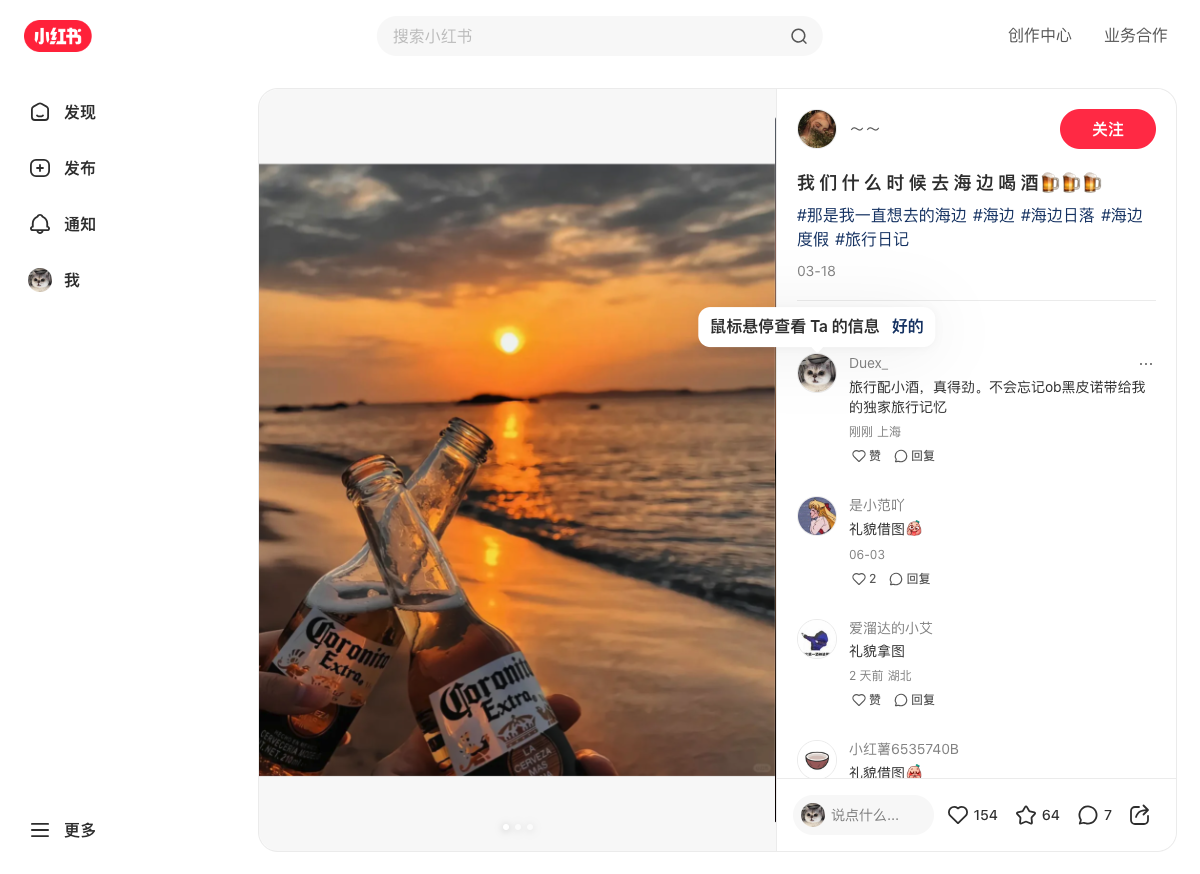 小红书
搜索小红书
创作中心
业务合作
发现
发布
通知
我
更多
Coronita
Extra
Coronita
Extra
LA
CERVEZA
MAS
～～
关注
我们什么时候去海边喝酒🍺🍺🍺
#那是我一直想去的海边 #海边 #海边日落 #海边
度假 #旅行日记
03-18
鼠标悬停查看 Ta 的信息 好的
Duex_
旅行配小酒，真得劲。不会忘记ob黑皮诺带给我
的独家旅行记忆
刚刚 上海
赞 回复
是小范吖
礼貌借图
06-03
2 回复
爱溜达的小艾
礼貌拿图
2 天前 湖北
赞 回复
小红薯6535740B
礼貌借图
说点什么...
154
64
7